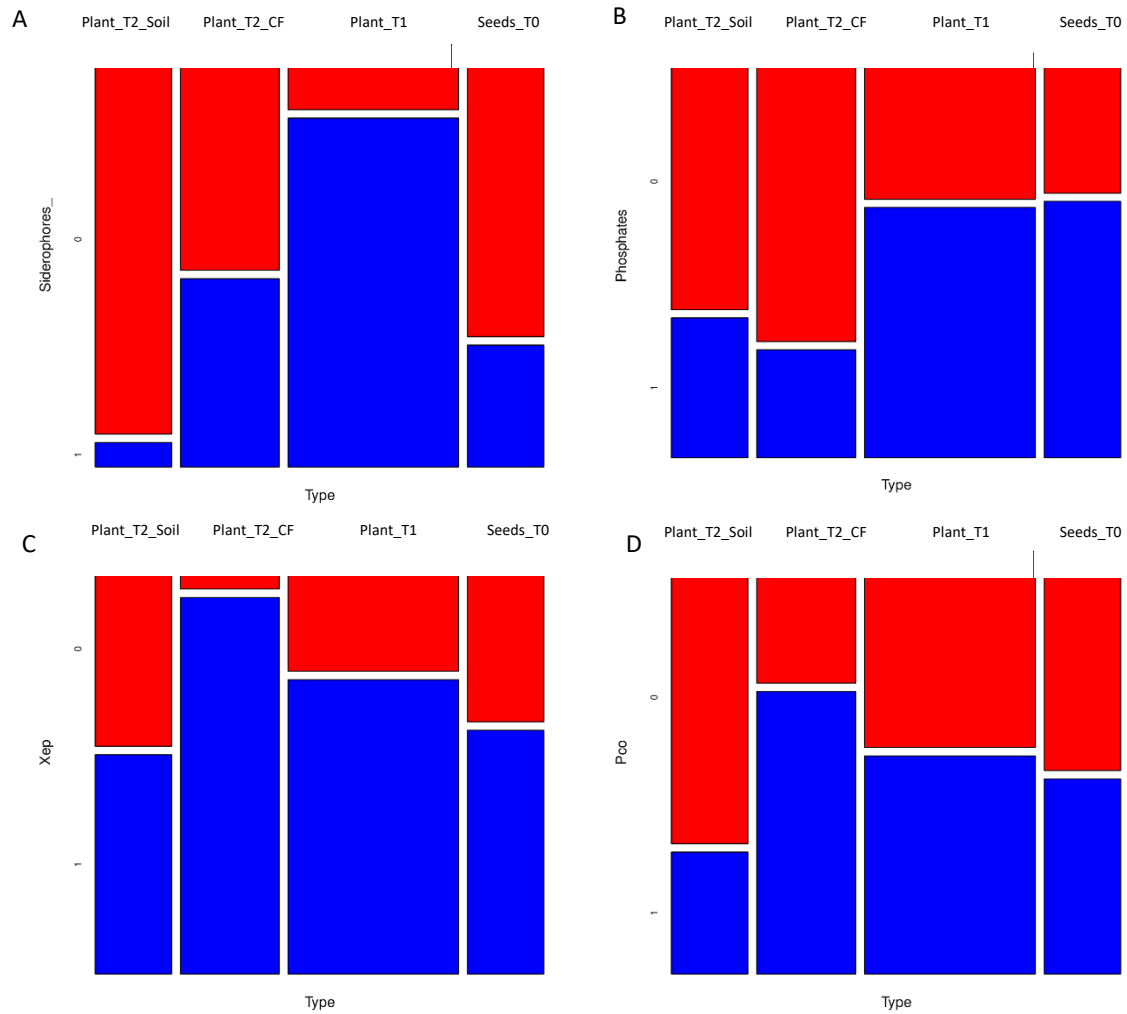 A
Plant_T2_Soil Plant_T2_CF Plant_T1 Seeds_T0
Siderophores_
0
1
Type
B
Plant_T2_Soil Plant_T2_CF Plant_T1 Seeds_T0
Phosphates
0
1
Type
C
Plant_T2_Soil Plant_T2_CF Plant_T1 Seeds_T0
Xep
0
1
Type
D
Plant_T2_Soil Plant_T2_CF Plant_T1 Seeds_T0
Pco
0
1
Type